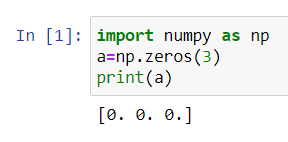 In [1]: import numpy as np
a=np.zeros(3)
print(a)
[0. 0. 0.]